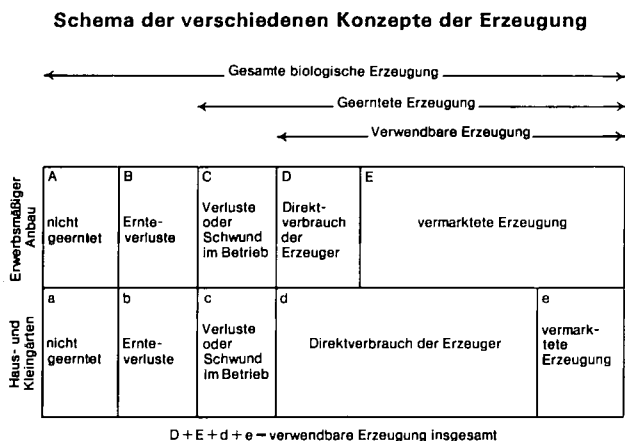 Schema der verschiedenen Konzepte der Erzeugung
Gesamte biologische Erzeugung
Geerntete Erzeugung
Verwendbare Erzeugung
Erwerbsmäßiger
Anbau
A
nicht
geerntet
B
Ernte-
verluste
C
Verluste
oder
Schwund
im Betrieb
D
Direkt-
verbrauch
der
Erzeuger
E
vermarktete Erzeugung
Haus- und
Kleingärten
a
nicht
geerntet
b
Ernte-
verluste
c
Verluste
oder
Schwund
im Betrieb
d
Direktverbrauch der Erzeuger
e
vermark-
tete
Erzeugung
D + E + d + e – verwendbare Erzeugung insgesamt